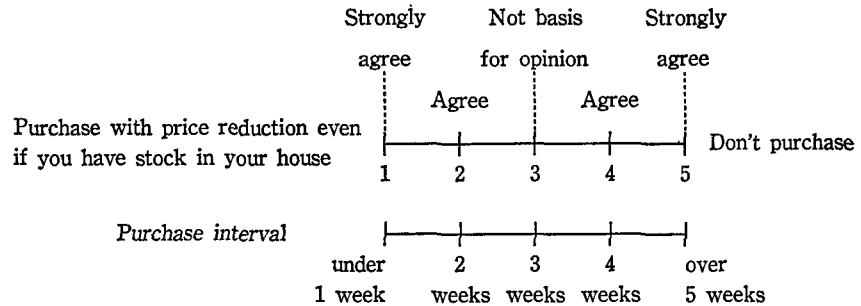 Strongly Not basis Strongly
agree for opinion agree
Agree Agree
Purchase with price reduction even
if you have stock in your house
Don't purchase
1 2 3 4 5
Purchase interval
under 2 3 4 over
1 week weeks weeks weeks 5 weeks